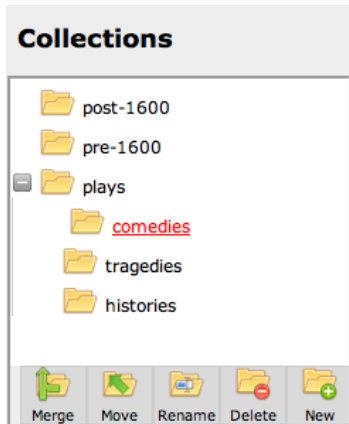 Collections
post-1600
pre-1600
plays
comedies
tragedies
histories
Merge Move Rename Delete New